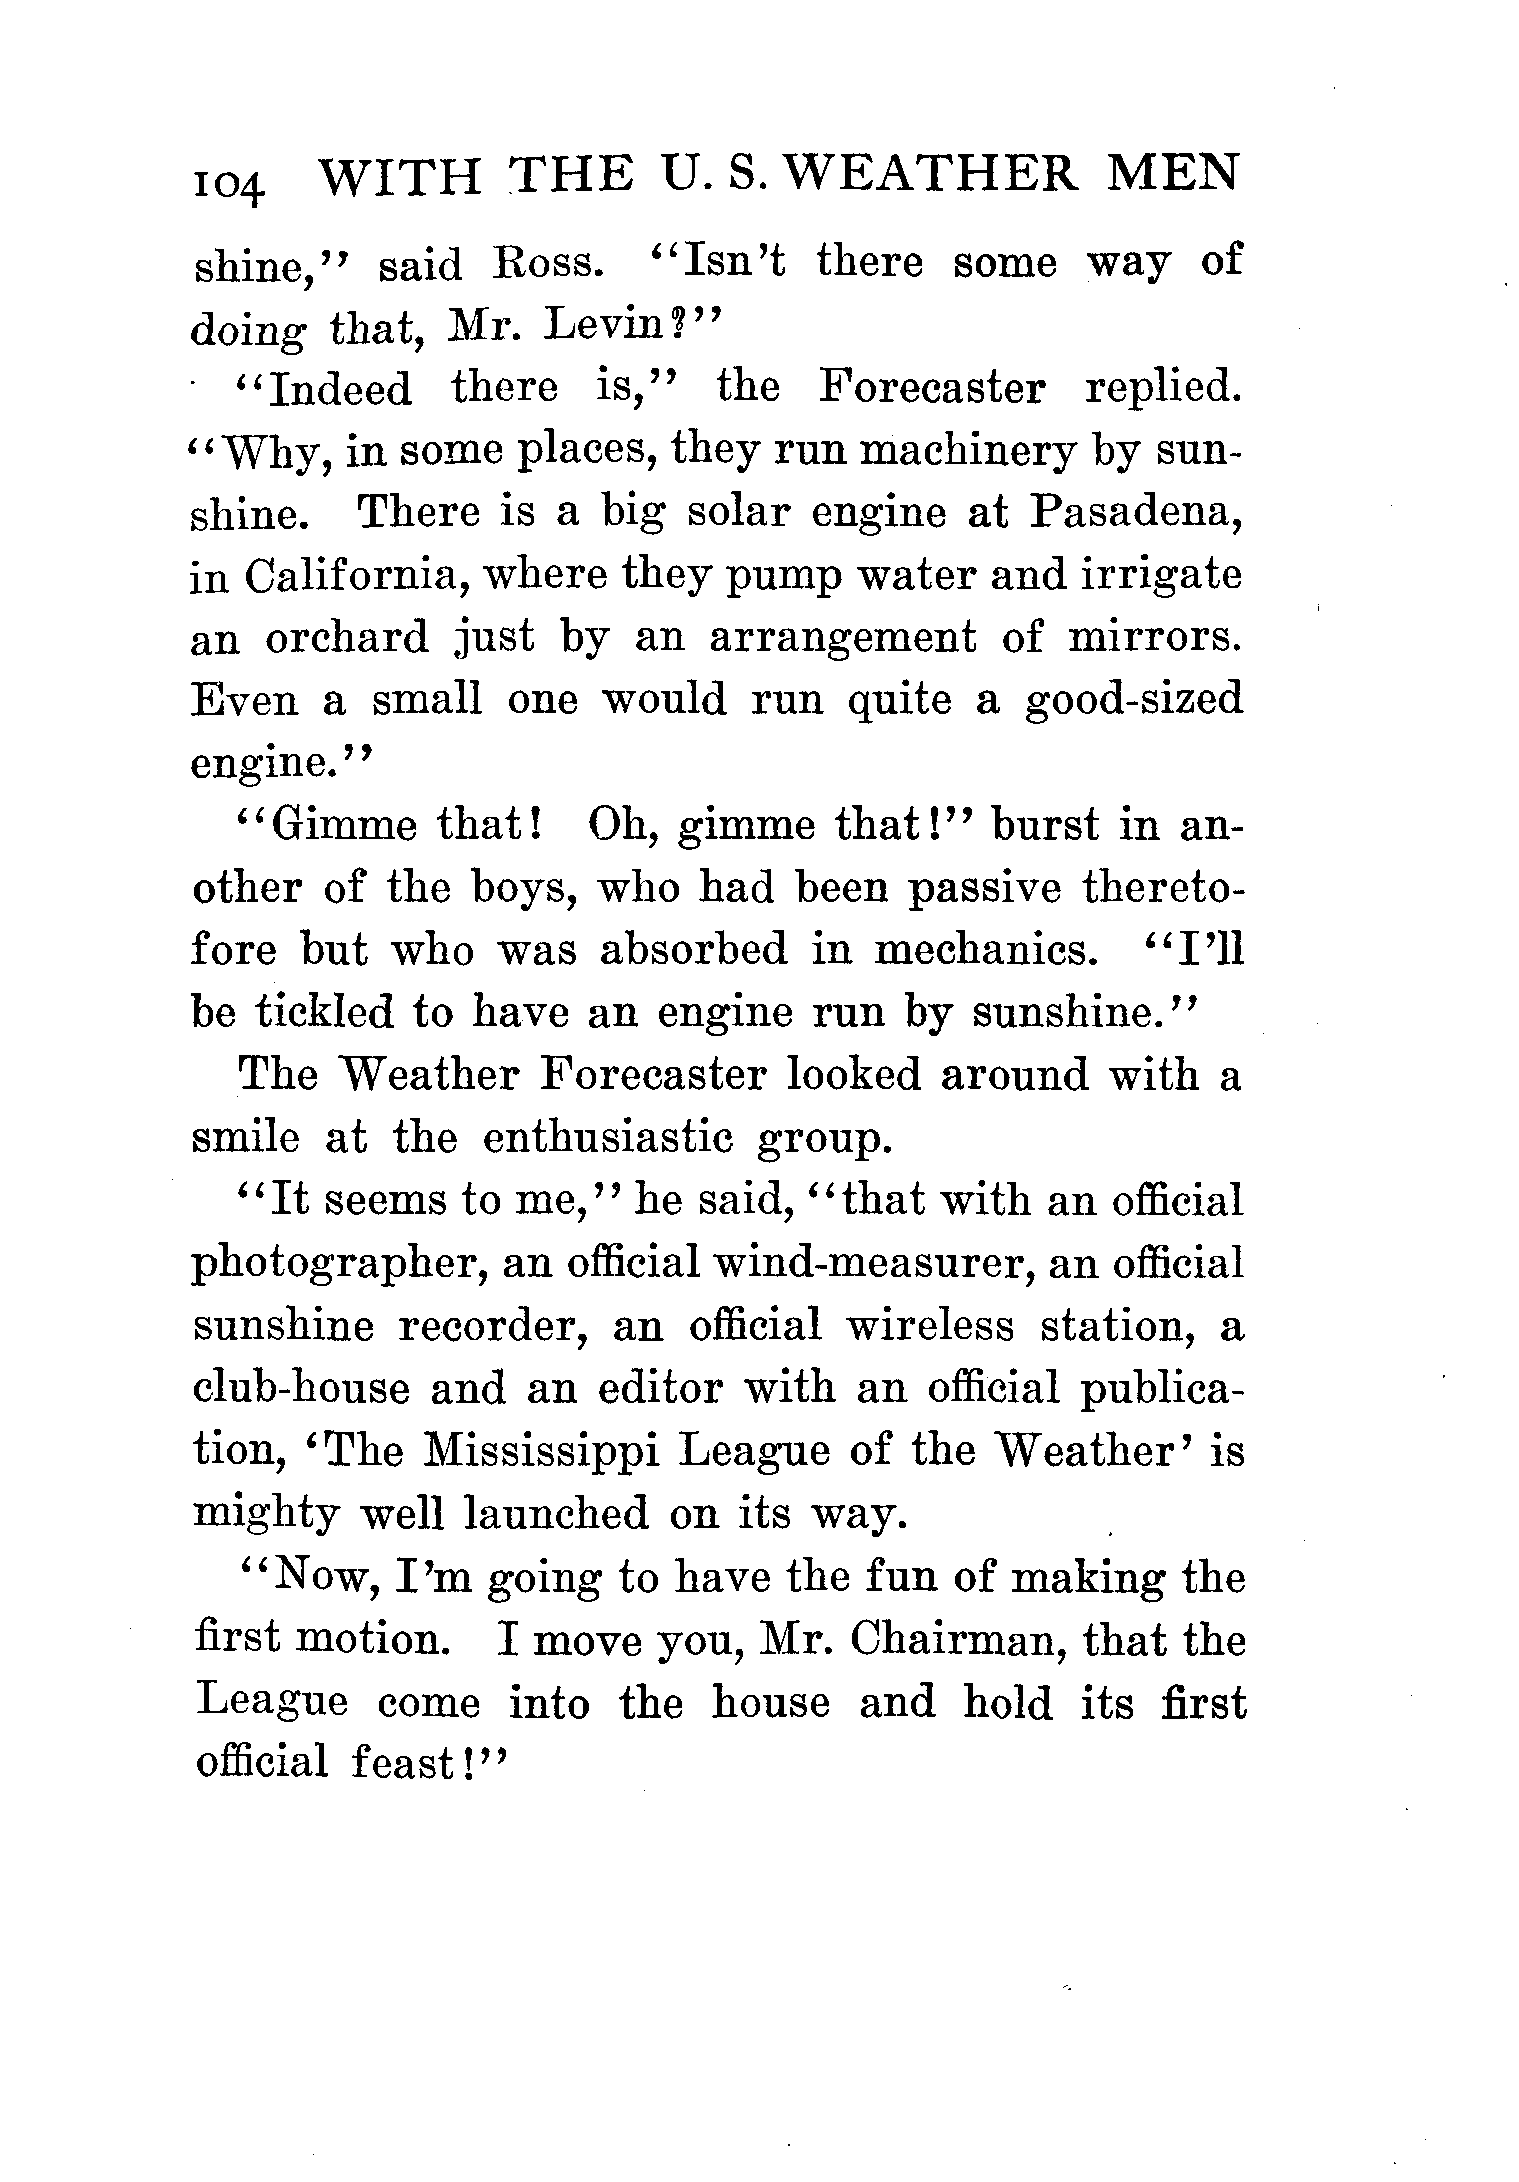 104 WITH THE U. S. WEATHER MEN
shine," said Ross. "Isn't there some way of
doing that, Mr. Levin?"
"Indeed there is," the Forecaster replied.
"Why, in some places, they run machinery by sun-
shine. There is a big solar engine at Pasadena,
in California, where they pump water and irrigate
an orchard just by an arrangement of mirrors.
Even a small one would run quite a good-sized
engine."
"Gimme that! Oh, gimme that!" burst in an-
other of the boys, who had been passive thereto-
fore but who was absorbed in mechanics. "I'll
be tickled to have an engine run by sunshine."
The Weather Forecaster looked around with a
smile at the enthusiastic group.
"It seems to me," he said, "that with an official
photographer, an official wind-measurer, an official
sunshine recorder, an official wireless station, a
club-house and an editor with an official publica-
tion, 'The Mississippi League of the Weather' is
mighty well launched on its way.
"Now, I'm going to have the fun of making the
first motion. I move you, Mr. Chairman, that the
League come into the house and hold its first
official feast!"